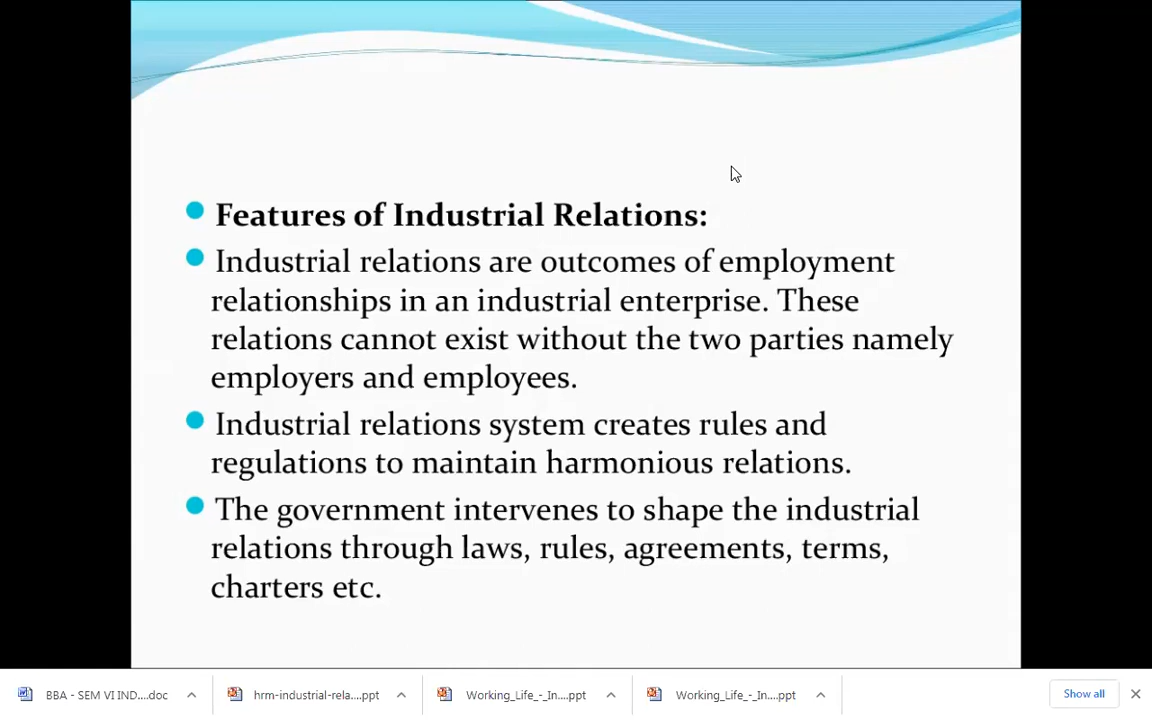 Features of Industrial Relations:
Industrial relations are outcomes of employment
relationships in an industrial enterprise. These
relations cannot exist without the two parties namely
employers and employees.
Industrial relations system creates rules and
regulations to maintain harmonious relations.
The government intervenes to shape the industrial
relations through laws, rules, agreements, terms,
charters etc.
BBA - SEM VI IND....doc
hrm-industrial-rela....ppt
Working_Life_-_In....ppt
Working_Life_-_In....ppt
Show all